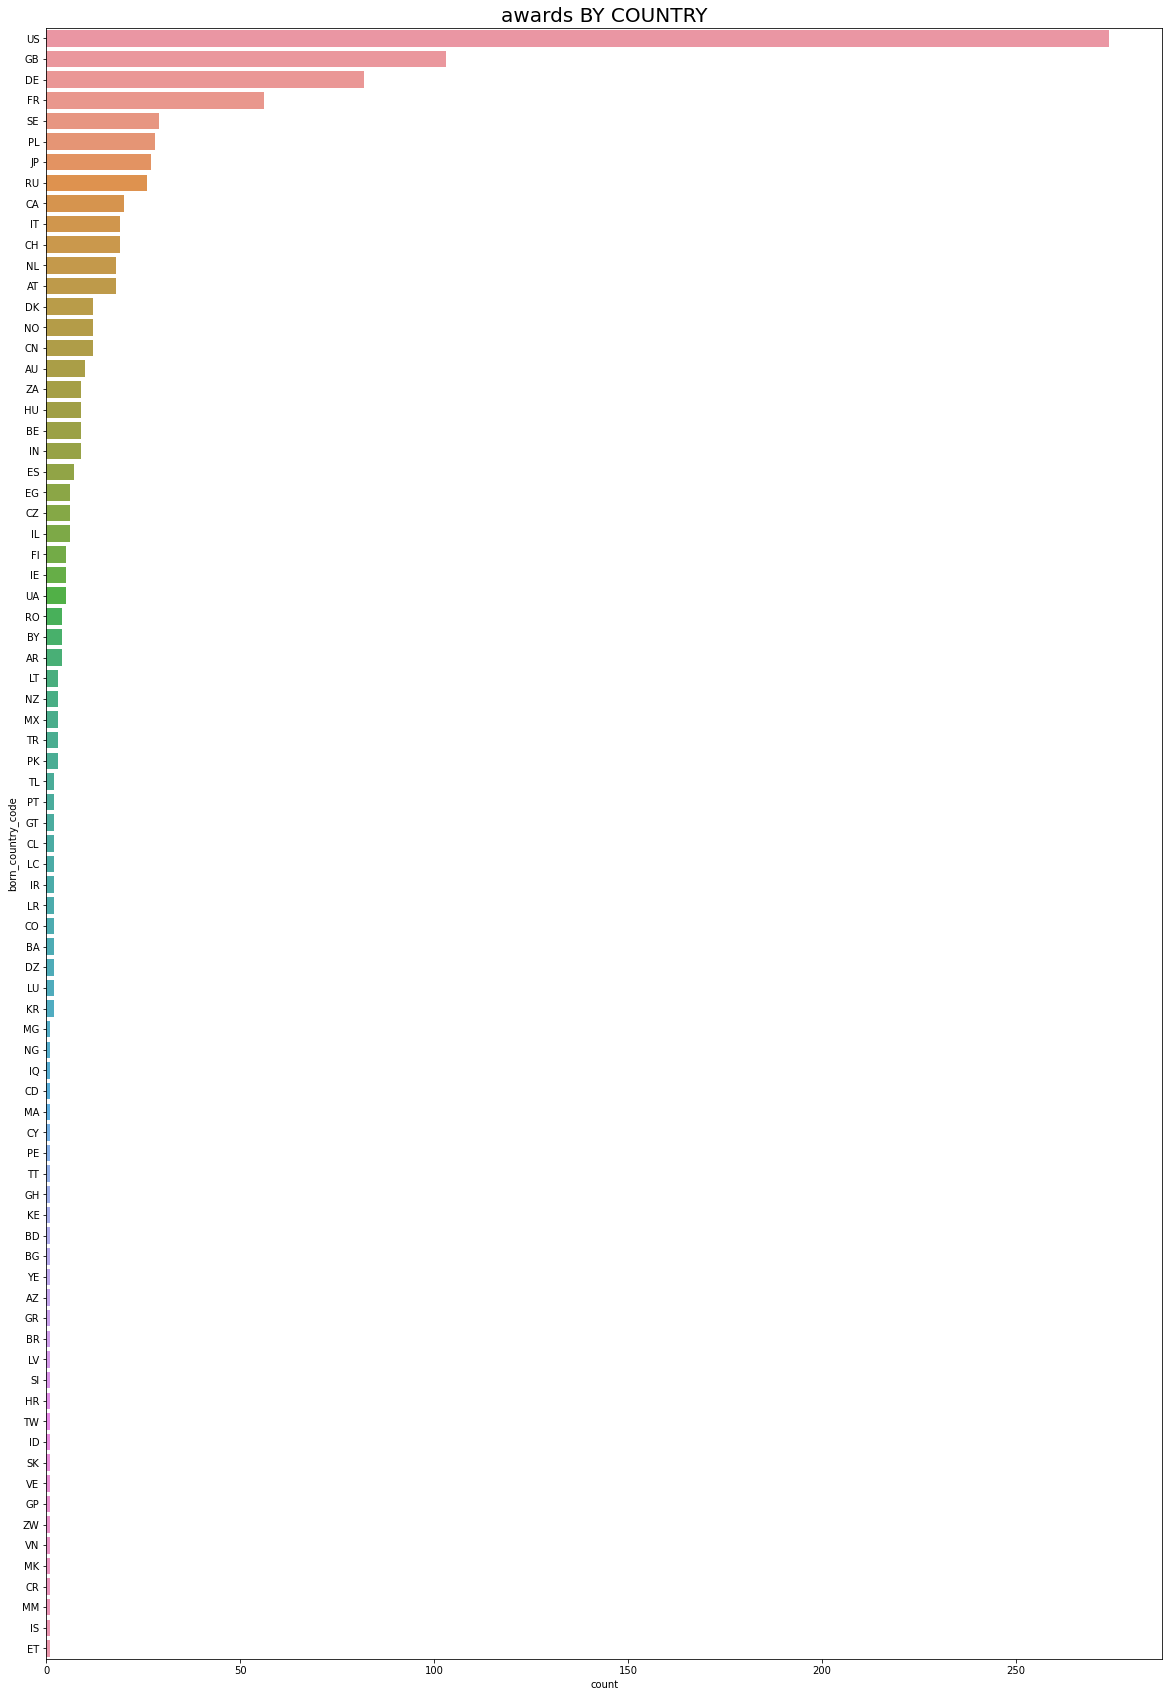 awards BY COUNTRY
US
GB
DE
FR
SE
PL
JP
RU
CA
IT
CH
NL
AT
DK
NO
CN
AU
ZA
HU
BE
IN
ES
EG
CZ
IL
FI
IE
UA
RO
BY
AR
LT
NZ
MX
TR
PK
TL
PT
GT
CL
LC
IR
LR
CO
BA
DZ
LU
KR
MG
NG
IQ
CD
MA
CY
PE
TT
GH
KE
BD
BG
YE
AZ
GR
BR
LV
SI
HR
TW
ID
SK
VE
GP
ZW
VN
MK
CR
MM
IS
ET
born_country_code
0 50 100 150 200 250
count